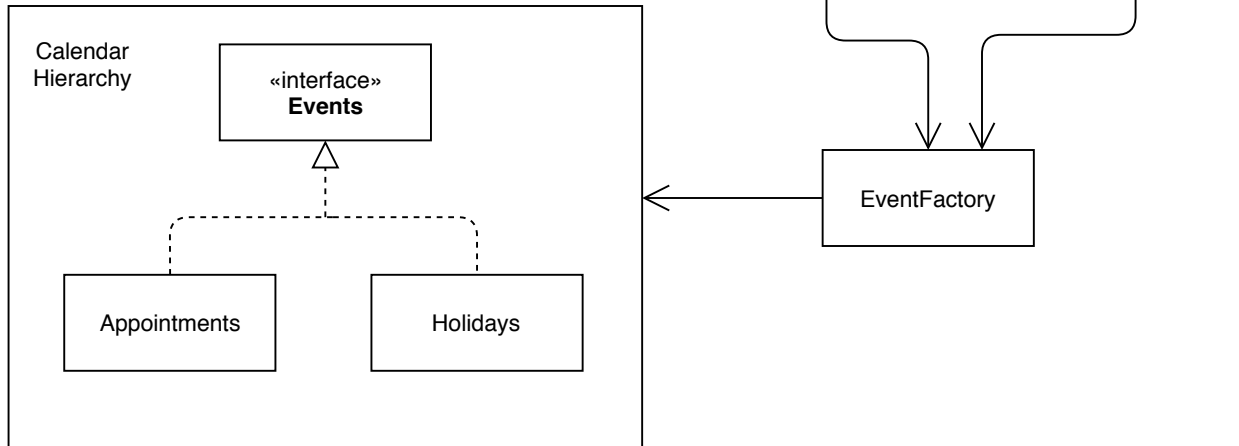 Calendar
Hierarchy
«interface»
Events
EventFactory
Appointments
Holidays